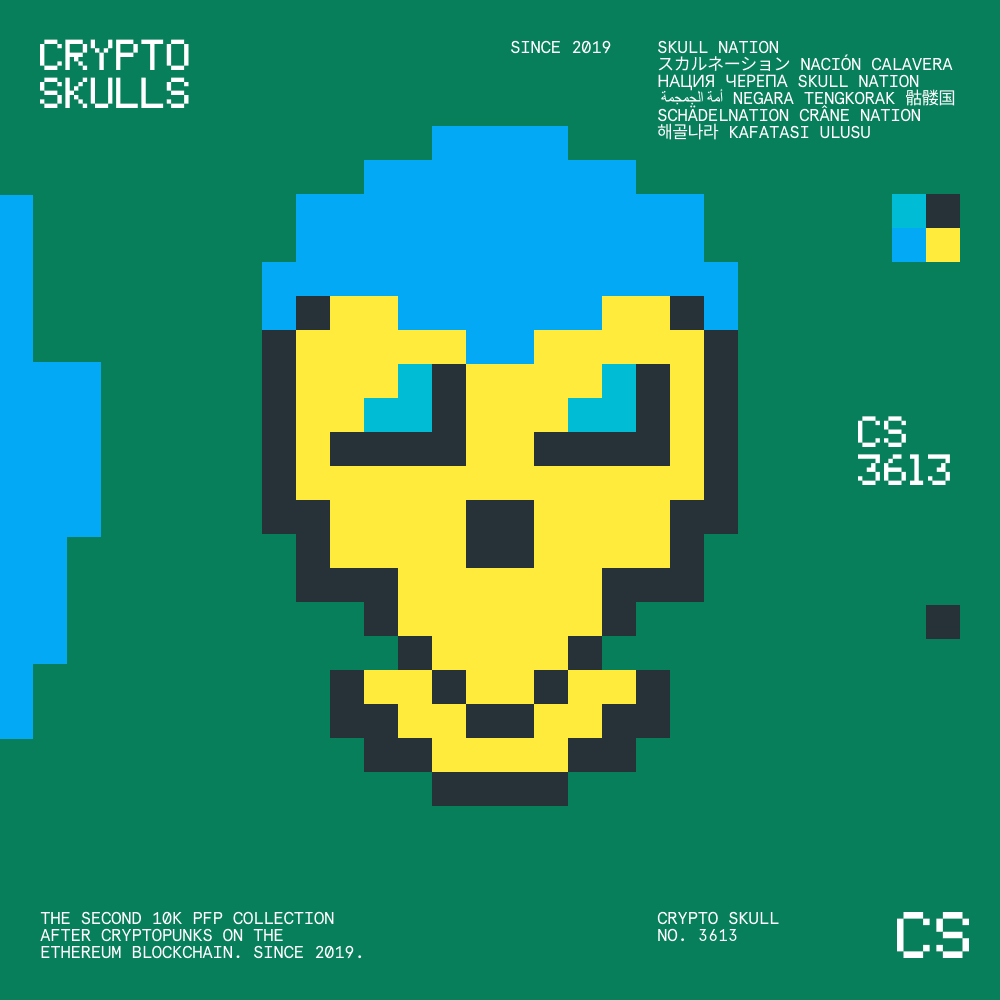 CRYPTO
SKULLS
SINCE 2019
SKULL NATION
スカルネーション NACIÓN CALAVERA
НАЦИЯ ЧЕРЕПА SKULL NATION
أمة الجمجمة NEGARA TENGKORAK 骷髅国
SCHÄDELNATION CRÂNE NATION
해골나라 KAFATASI ULUSU
CS
3613
THE SECOND 10K PFP COLLECTION
AFTER CRYPTOPUNKS ON THE
ETHEREUM BLOCKCHAIN. SINCE 2019.
CRYPTO SKULL
NO. 3613
CS